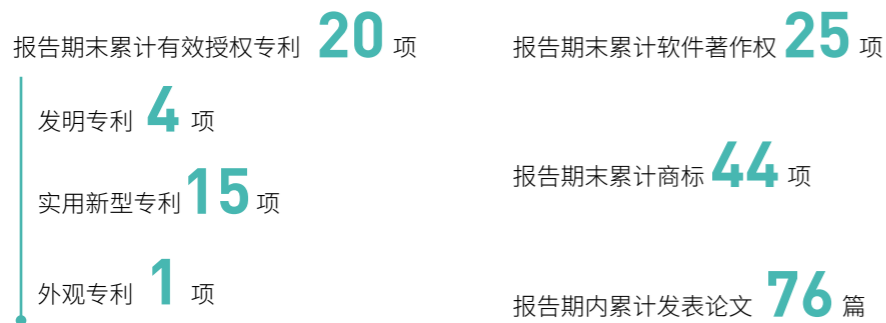 报告期末累计有效授权专利 20 项
发明专利 4 项
实用新型专利 15 项
外观专利 1 项
报告期末累计软件著作权 25 项
报告期末累计商标 44 项
报告期内累计发表论文 76 篇